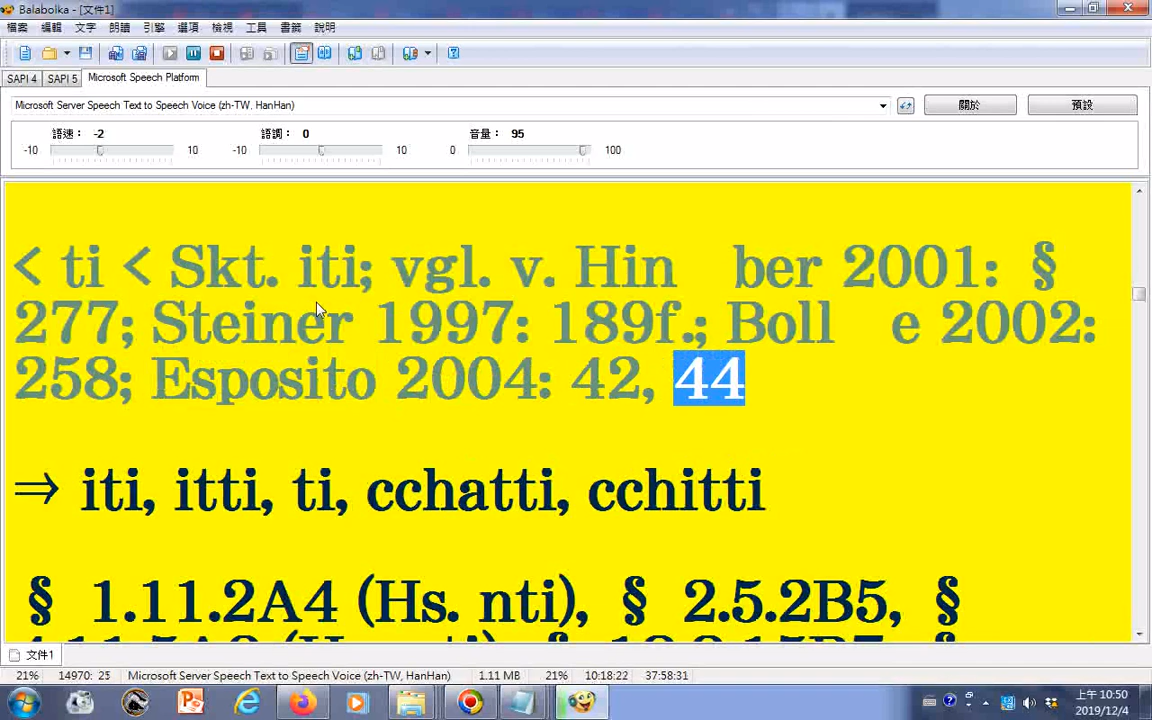 Balabolka - [文件1]
檔案 編輯 文字 朗讀 引擎 選項 檢視 工具 書籤 說明
SAPI 4 SAPI 5 Microsoft Speech Platform
Microsoft Server Speech Text to Speech Voice (zh-TW, HanHan) 關於 預設
語速： -2 語調： 0 音量： 95
-10 10 -10 10 0 100
< ti < Skt. iti; vgl. v. Hin ber 2001: §
277; Steiner 1997: 189f.; Boll e 2002:
258; Esposito 2004: 42, 44
⇒ iti, itti, ti, cchatti, cchitti
§ 1.11.2A4 (Hs. nti), § 2.5.2B5, §
文件1
21% 14970: 25 Microsoft Server Speech Text to Speech Voice (zh-TW, HanHan) 1.11 MB 21% 10:18:22 37:58:31
上午 10:50
2019/12/4